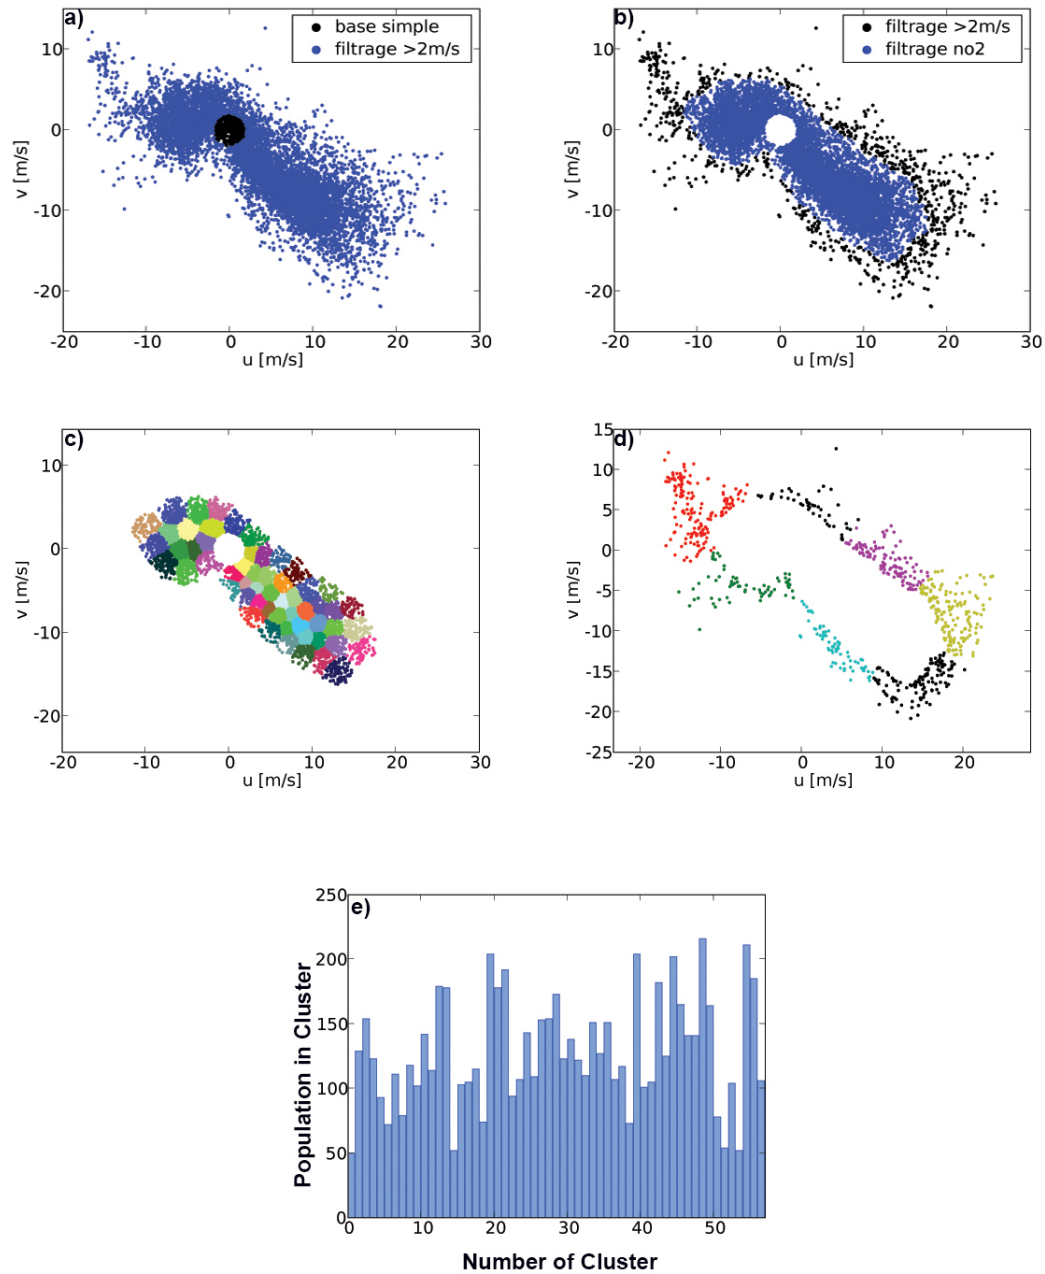 a)
base simple
filtrage >2m/s
10
0
-10
-20
v [m/s]
-20 -10 0 10 20 30
u [m/s]
b)
filtrage >2m/s
filtrage no2
10
0
-10
-20
v [m/s]
-20 -10 0 10 20 30
u [m/s]
c)
10
0
-10
-20
v [m/s]
-20 -10 0 10 20 30
u [m/s]
d)
15
10
5
0
-5
-10
-15
-20
-25
v [m/s]
-20 -10 0 10 20
u [m/s]
e)
250
200
150
100
50
0
Population in Cluster
0 10 20 30 40 50
Number of Cluster